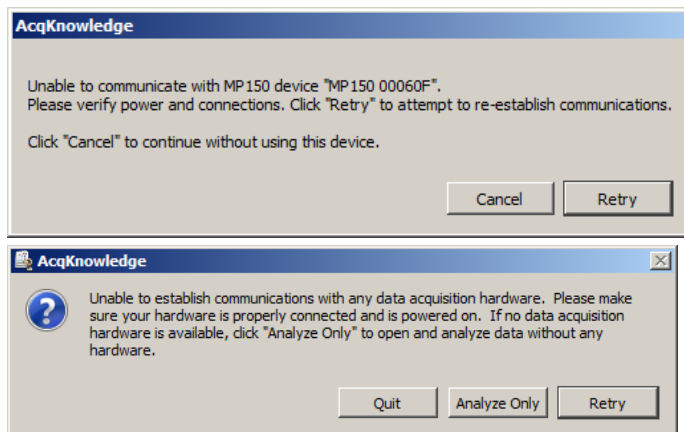 AcqKnowledge
Unable to communicate with MP150 device "MP150 00060F".
Please verify power and connections. Click "Retry" to attempt to re-establish communications.
Click "Cancel" to continue without using this device.
Cancel Retry
AcqKnowledge
Unable to establish communications with any data acquisition hardware. Please make
sure your hardware is properly connected and is powered on. If no data acquisition
hardware is available, click "Analyze Only" to open and analyze data without any
hardware.
Quit Analyze Only Retry